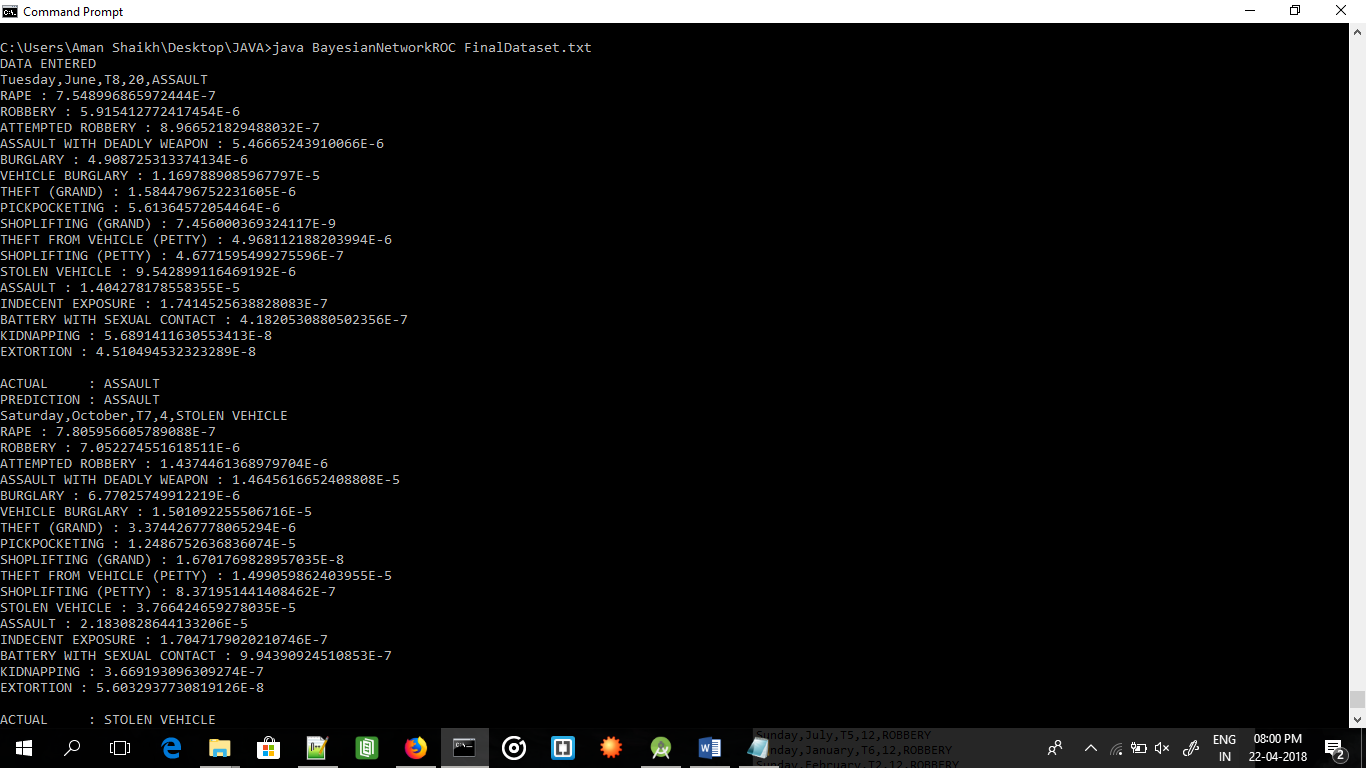 Command Prompt
C:\Users\Aman Shaikh\Desktop\JAVA>java BayesianNetworkROC FinalDataset.txt
DATA ENTERED
Tuesday,June,T8,20,ASSAULT
RAPE : 7.548996865972444E-7
ROBBERY : 5.915412772417454E-6
ATTEMPTED ROBBERY : 8.966521829488032E-7
ASSAULT WITH DEADLY WEAPON : 5.46665243910066E-6
BURGLARY : 4.908725313374134E-6
VEHICLE BURGLARY : 1.1697889085967797E-5
THEFT (GRAND) : 1.5844796752231605E-6
PICKPOCKETING : 5.61364572054464E-6
SHOPLIFTING (GRAND) : 7.456000369324117E-9
THEFT FROM VEHICLE (PETTY) : 4.968112188203994E-6
SHOPLIFTING (PETTY) : 4.6771595499275596E-7
STOLEN VEHICLE : 9.542899116469192E-6
ASSAULT : 1.404278178558355E-5
INDECENT EXPOSURE : 1.7414525638828083E-7
BATTERY WITH SEXUAL CONTACT : 4.1820530880502356E-7
KIDNAPPING : 5.6891411630553413E-8
EXTORTION : 4.510494532323289E-8
ACTUAL : ASSAULT
PREDICTION : ASSAULT
Saturday,October,T7,4,STOLEN VEHICLE
RAPE : 7.805956605789088E-7
ROBBERY : 7.052274551618511E-6
ATTEMPTED ROBBERY : 1.4374461368979704E-6
ASSAULT WITH DEADLY WEAPON : 1.4645616652408808E-5
BURGLARY : 6.77025749912219E-6
VEHICLE BURGLARY : 1.501092255506716E-5
THEFT (GRAND) : 3.3744267778065294E-6
PICKPOCKETING : 1.2486752636836074E-5
SHOPLIFTING (GRAND) : 1.6701769828957035E-8
THEFT FROM VEHICLE (PETTY) : 1.499059862403955E-5
SHOPLIFTING (PETTY) : 8.371951441408462E-7
STOLEN VEHICLE : 3.766424659278035E-5
ASSAULT : 2.1830828644133206E-5
INDECENT EXPOSURE : 1.7047179020210746E-7
BATTERY WITH SEXUAL CONTACT : 9.94390924510853E-7
KIDNAPPING : 3.669193096309274E-7
EXTORTION : 5.6032937730819126E-8
ACTUAL : STOLEN VEHICLE
Sunday,July,T5,12,ROBBERY
Sunday,January,T6,12,ROBBERY
Sunday,February,T2,12,ROBBERY
ENG
IN
08:00 PM
22-04-2018
2